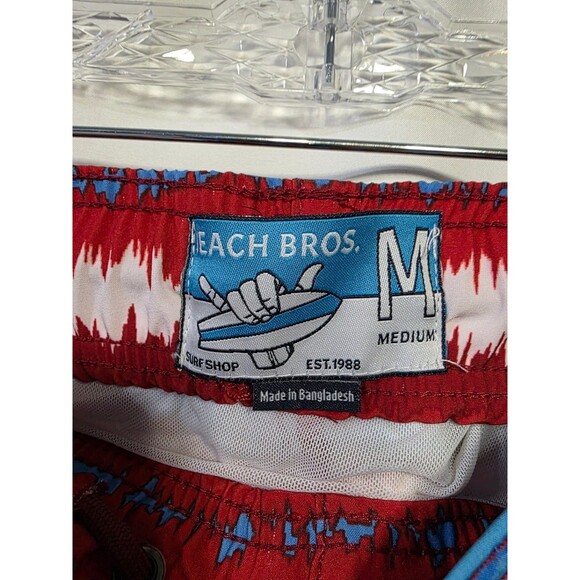 EACH BROS.
M
MEDIUM
SURF SHOP
EST.1988
Made in Bangladesh